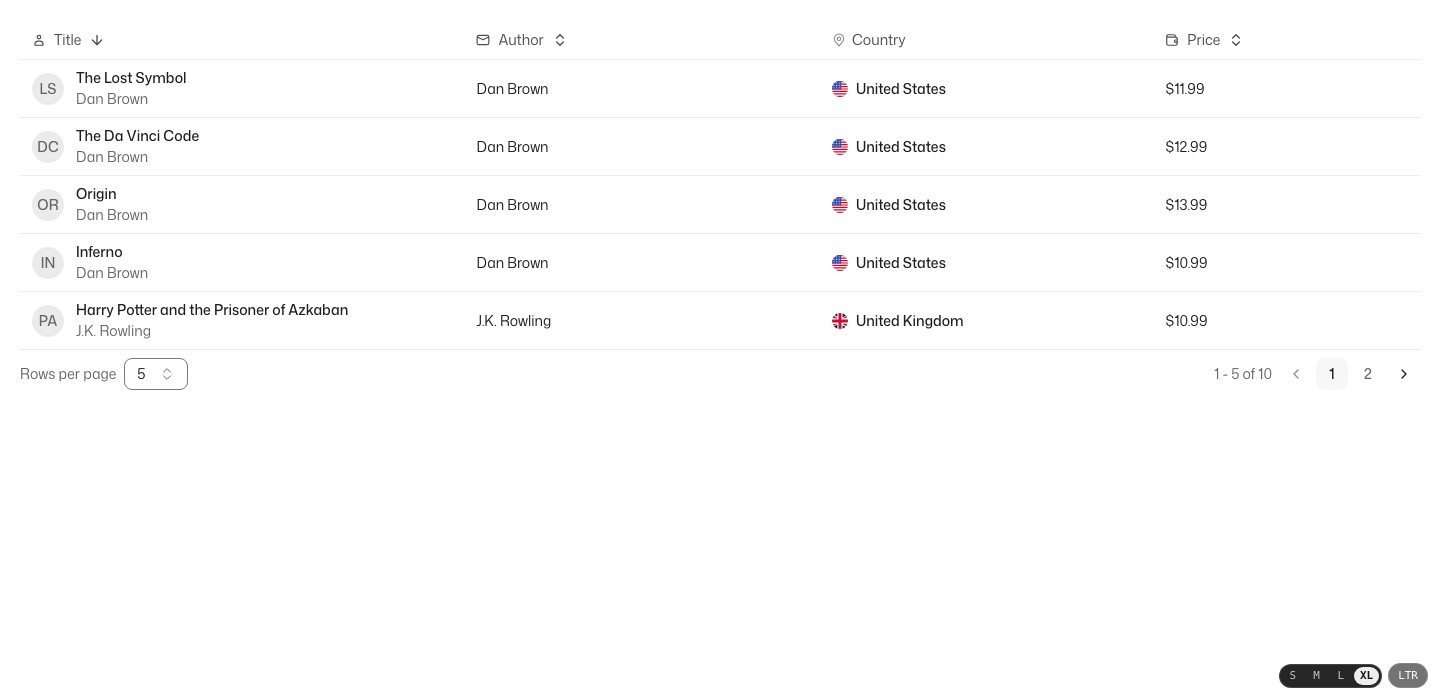 Title Author Country Price
LS The Lost Symbol
Dan Brown Dan Brown United States $11.99
DC The Da Vinci Code
Dan Brown Dan Brown United States $12.99
OR Origin
Dan Brown Dan Brown United States $13.99
IN Inferno
Dan Brown Dan Brown United States $10.99
PA Harry Potter and the Prisoner of Azkaban
J.K. Rowling J.K. Rowling United Kingdom $10.99
Rows per page 5 1 - 5 of 10 1 2
S M L XL LTR